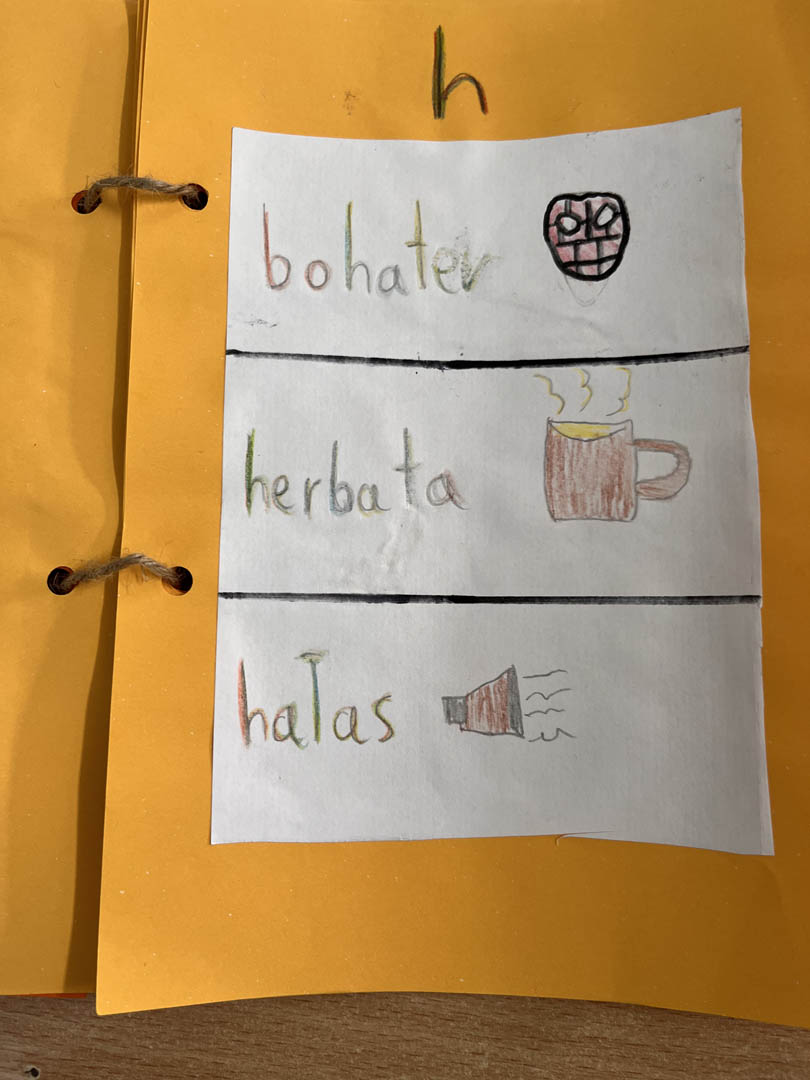 h
bohater
herbata
hałas